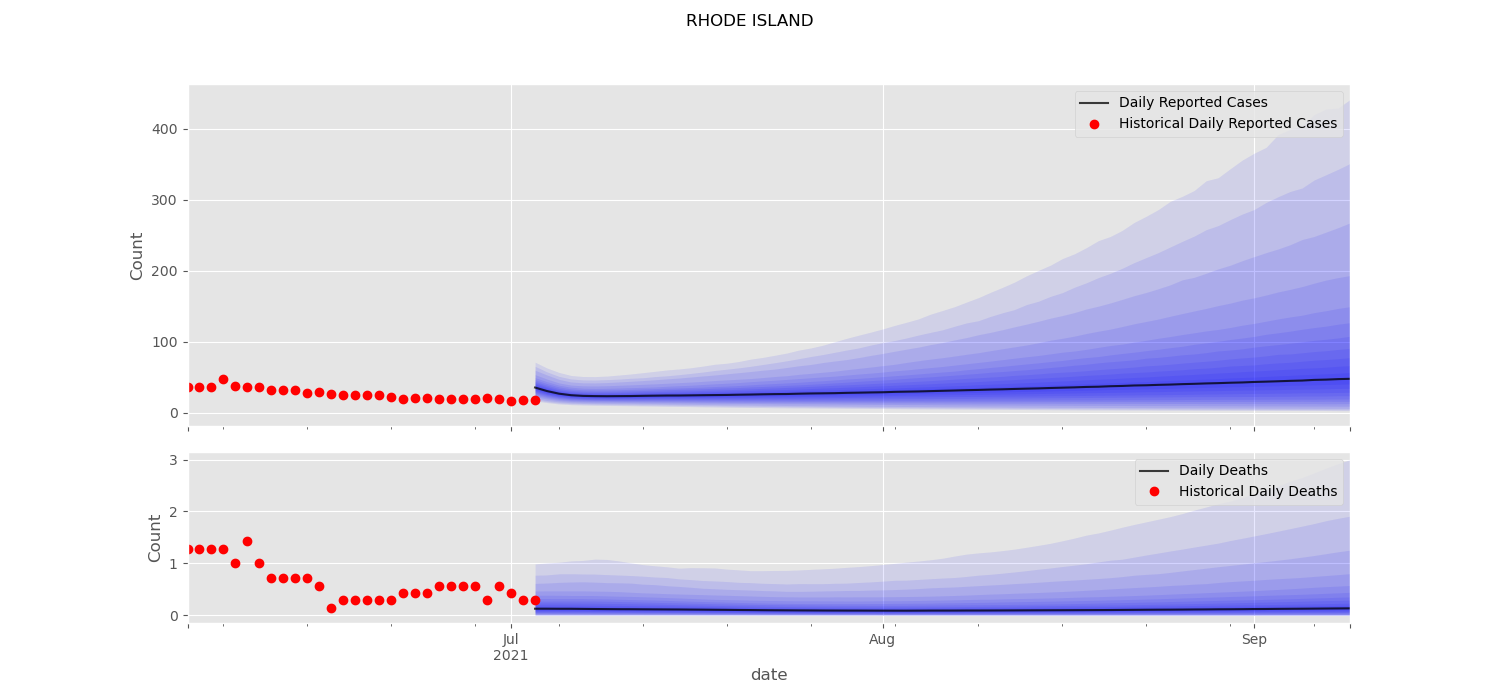 RHODE ISLAND
Daily Reported Cases
Historical Daily Reported Cases
400
300
200
100
0
Count
Daily Deaths
Historical Daily Deaths
3
2
1
0
Count
Jul
2021
Aug
Sep
date